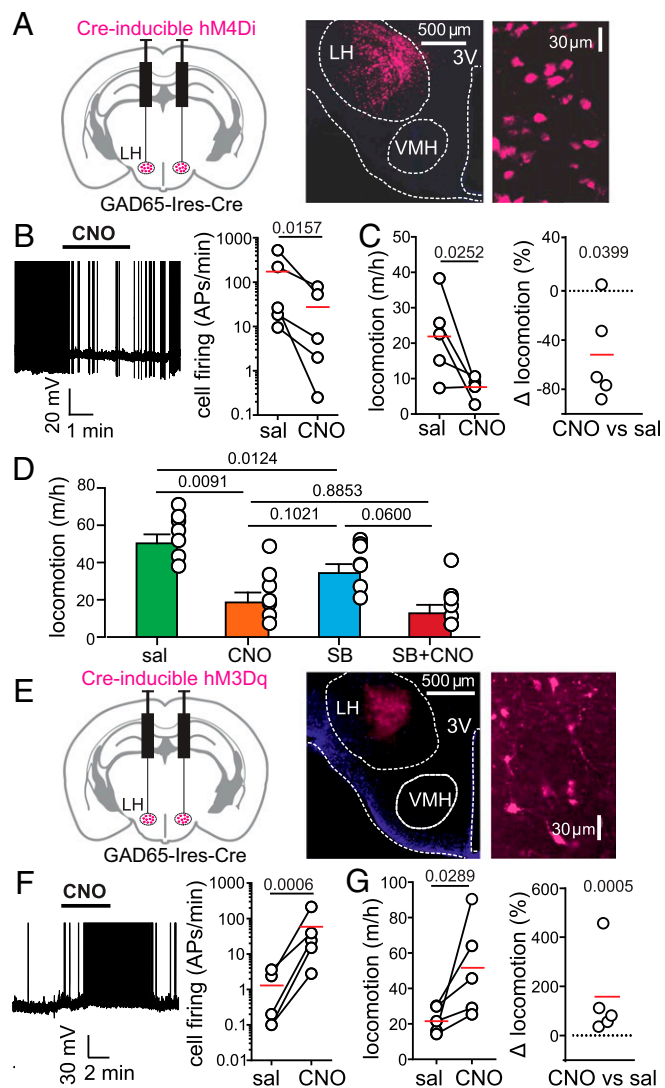 A
Cre-inducible hM4Di
LH
GAD65-Ires-Cre
LH
500 µm
3V
VMH
30µm
B
CNO
20 mV
1 min
cell firing (APs/min)
1000
100
10
1
0.1
0.0157
sal CNO
C
locomotion (m/h)
50
40
30
20
10
0
0.0252
sal CNO
Δ locomotion (%)
40
0
-40
-80
0.0399
CNO vs sal
D
locomotion (m/h)
80
60
40
20
0
0.0124
0.0091
0.8853
0.1021
0.0600
sal CNO SB SB+CNO
E
Cre-inducible hM3Dq
LH
GAD65-Ires-Cre
LH
500 µm
3V
VMH
30µm
F
CNO
30 mV
2 min
cell firing (APs/min)
1000
100
10
1
0.1
0.01
0.0006
sal CNO
G
locomotion (m/h)
100
80
60
40
20
0
0.0289
sal CNO
Δ locomotion (%)
600
400
200
0
0.0005
CNO vs sal